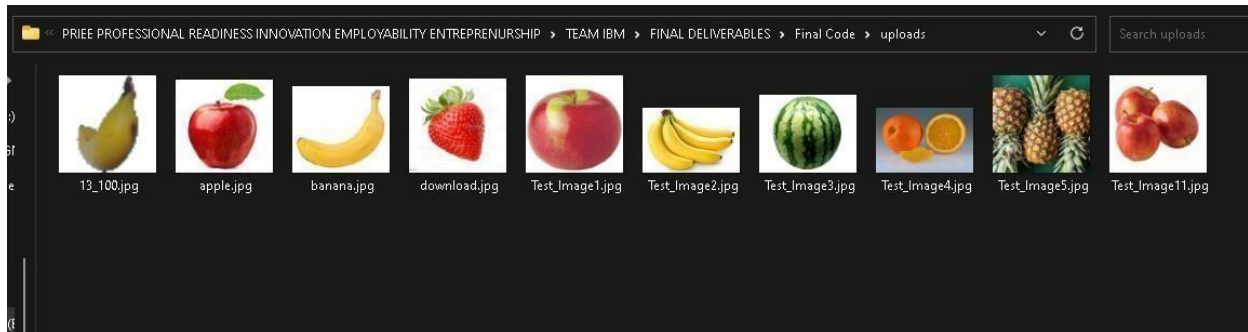 « PRIEE PROFESSIONAL READINESS INNOVATION EMPLOYABILITY ENTREPRENURSHIP > TEAM IBM > FINAL DELIVERABLES > Final Code > uploads
Search uploads
13_100.jpg apple.jpg banana.jpg download.jpg Test_Image1.jpg Test_Image2.jpg Test_Image3.jpg Test_Image4.jpg Test_Image5.jpg Test_Image11.jpg